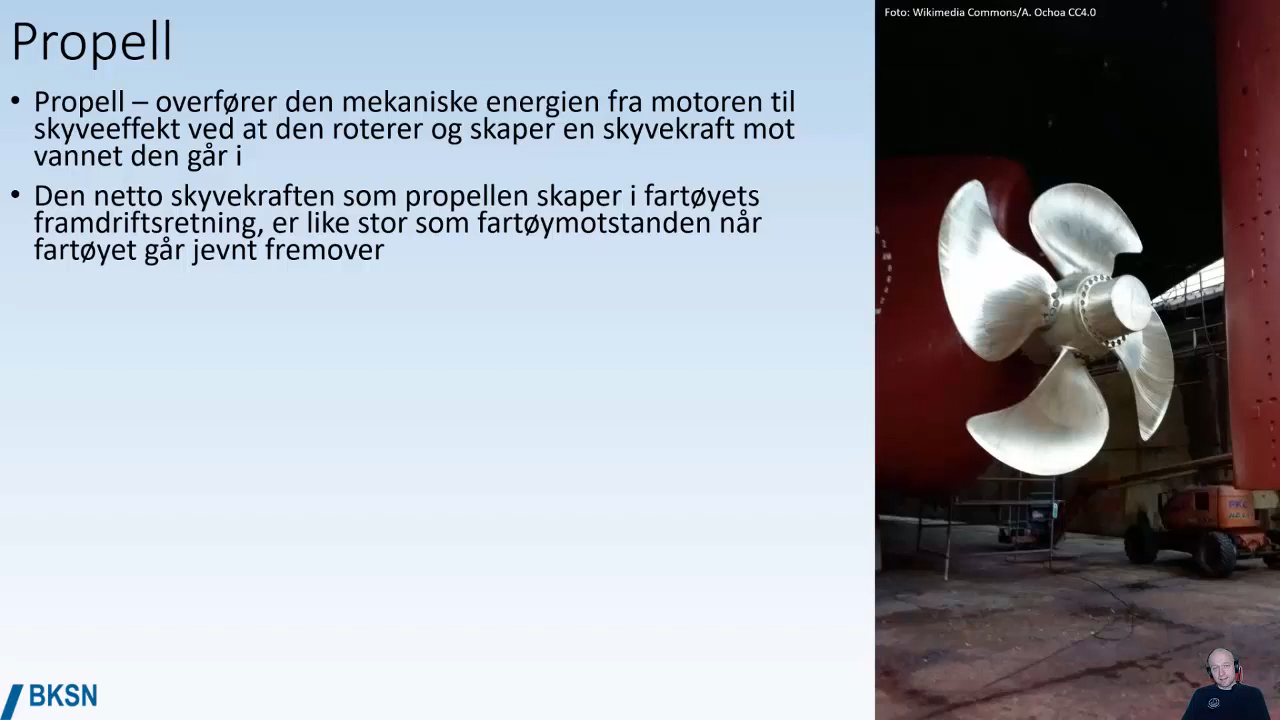 Propell
• Propell – overfører den mekaniske energien fra motoren til
skyveeffekt ved at den roterer og skaper en skyvekraft mot
vannet den går i
• Den netto skyvekraften som propellen skaper i fartøyets
framdriftsretning, er like stor som fartøymotstanden når
fartøyet går jevnt fremover
Foto: Wikimedia Commons/A. Ochoa CC4.0
BKSN